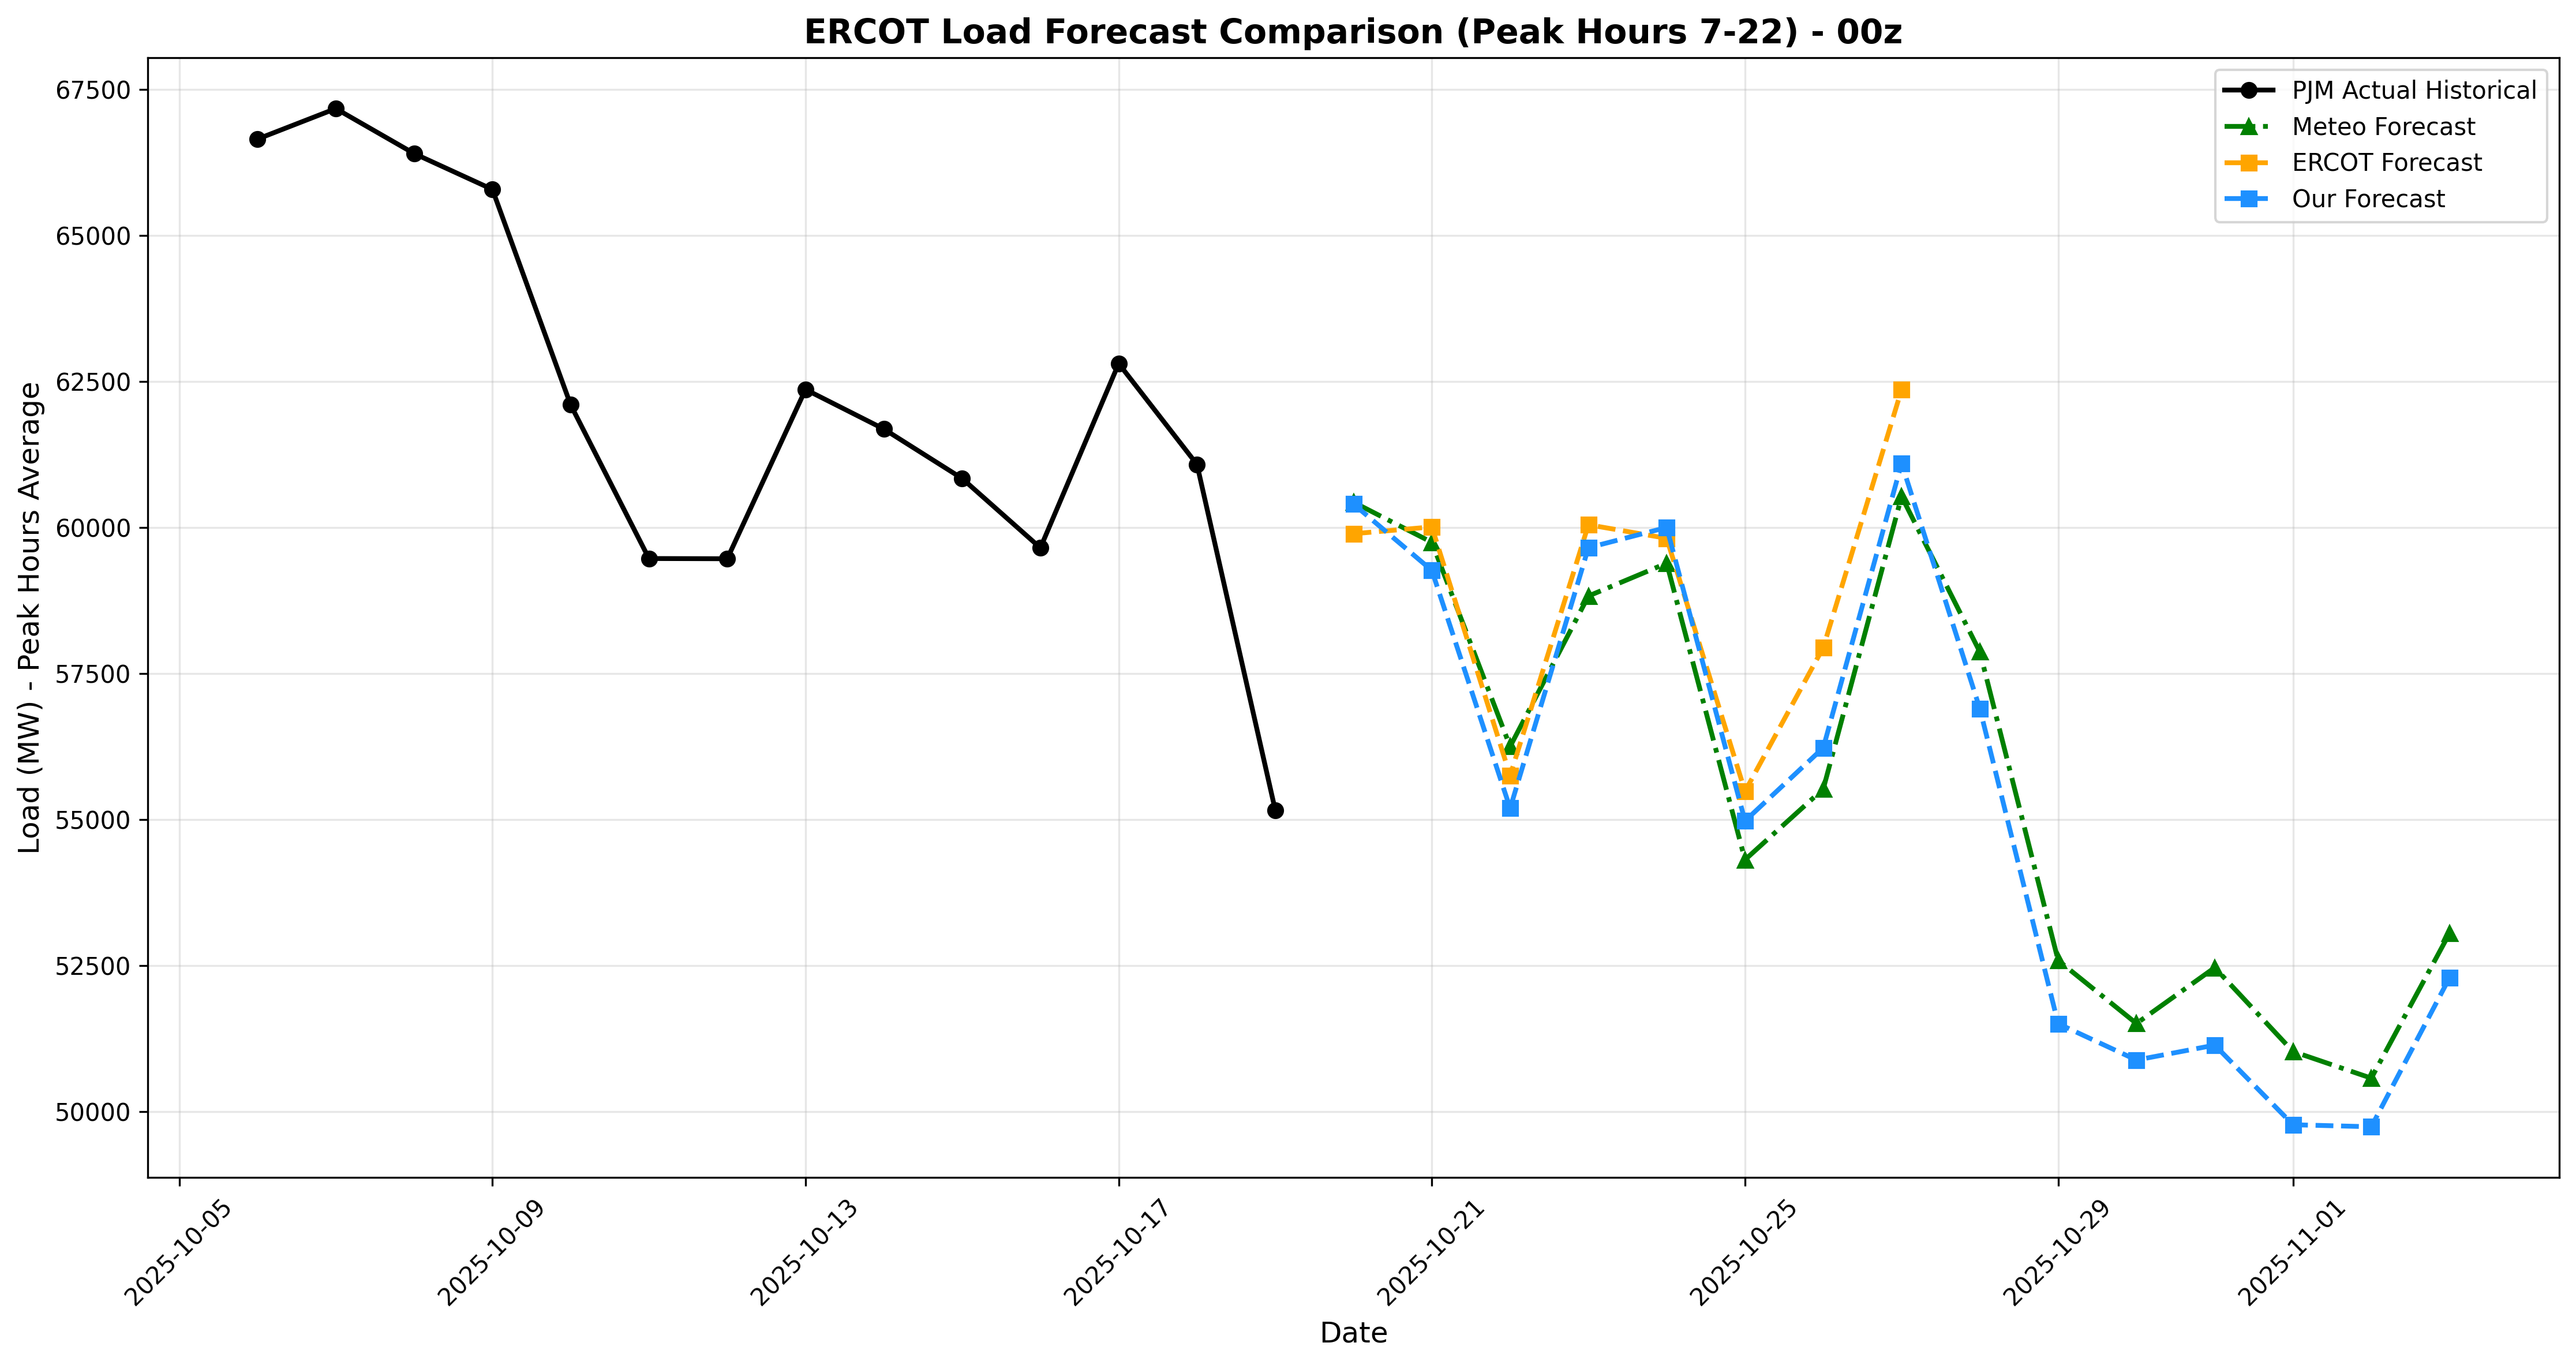 ERCOT Load Forecast Comparison (Peak Hours 7-22) - 00z
PJM Actual Historical
Meteo Forecast
ERCOT Forecast
Our Forecast
Load (MW) - Peak Hours Average
67500
65000
62500
60000
57500
55000
52500
50000
2025-10-05
2025-10-09
2025-10-13
2025-10-17
2025-10-21
2025-10-25
2025-10-29
2025-11-01
Date